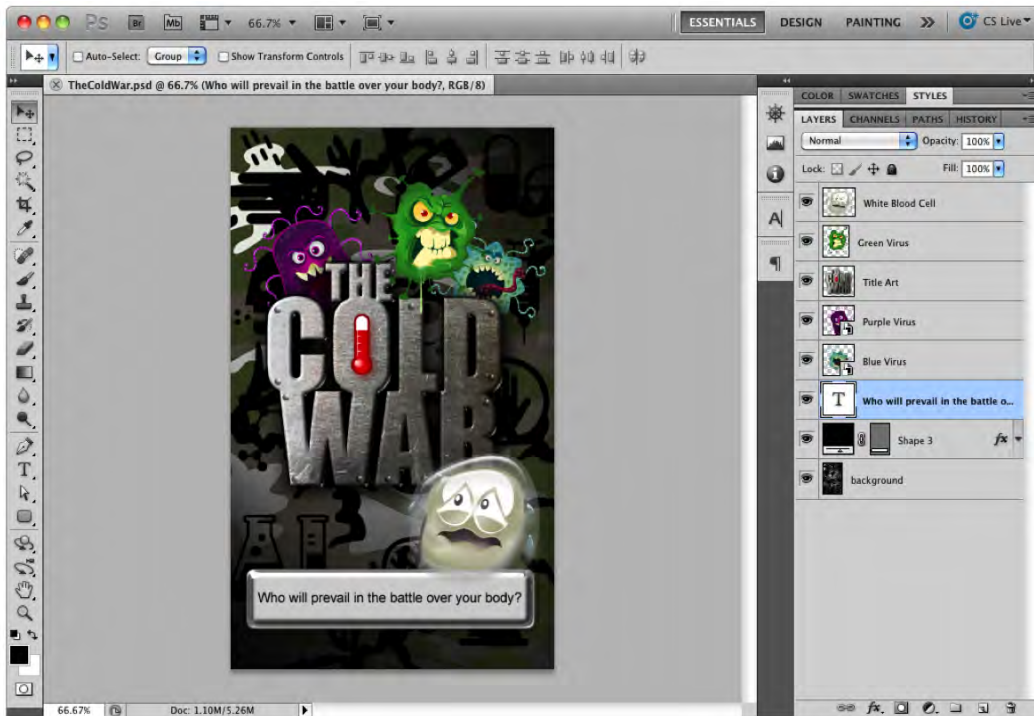 Ps Br Mb 66.7% ESSENTIALS DESIGN PAINTING CS Live
Auto-Select: Group Show Transform Controls
TheColdWar.psd @ 66.7% (Who will prevail in the battle over your body?, RGB/8)
COLOR SWATCHES STYLES
LAYERS CHANNELS PATHS HISTORY
Normal Opacity: 100%
Lock: Fill: 100%
White Blood Cell
Green Virus
Title Art
Purple Virus
Blue Virus
T Who will prevail in the battle o...
Shape 3 fx
background
A
T
THE
COLD
WAR
Who will prevail in the battle over your body?
66.67% Doc: 1.10M/5.26M
fx